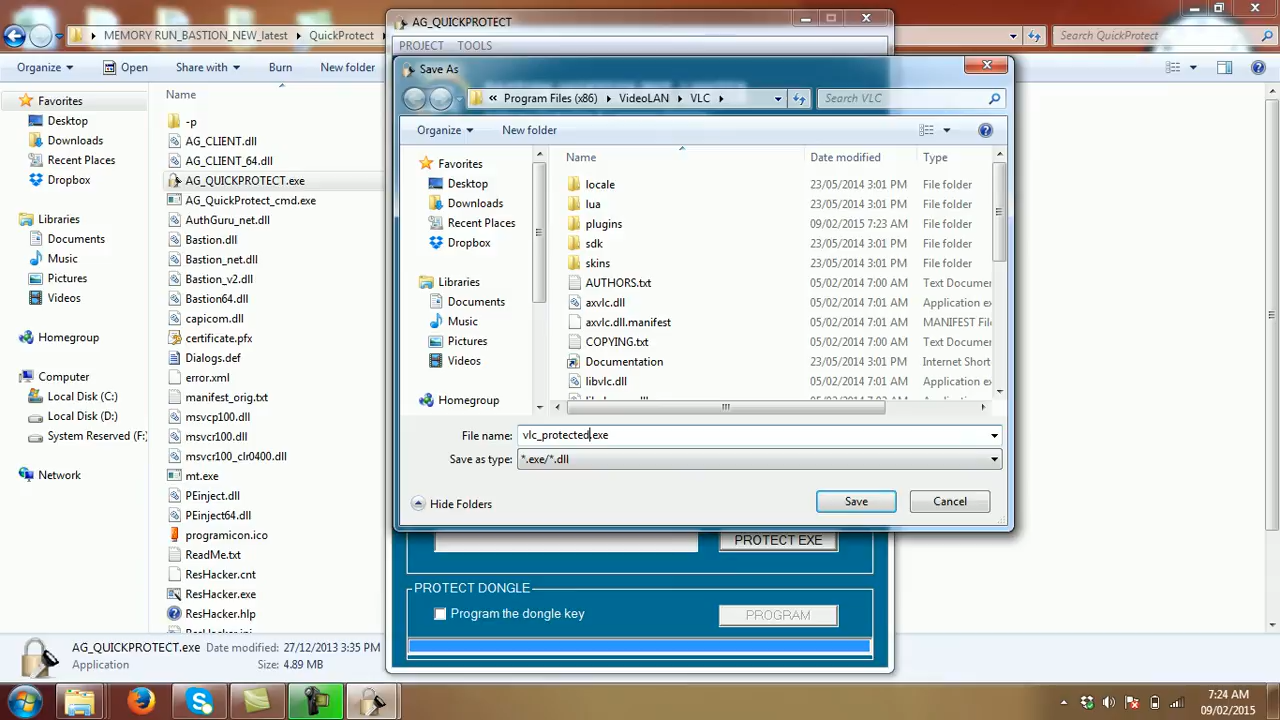 MEMORY RUN_BASTION_NEW_latest
QuickProtect
Search QuickProtect
Organize
Open
Share with
Burn
New folder
Favorites
Desktop
Downloads
Recent Places
Dropbox
Libraries
Documents
Music
Pictures
Videos
Homegroup
Computer
Local Disk (C:)
Local Disk (D:)
System Reserved (F:)
Network
Name
-p
AG_CLIENT.dll
AG_CLIENT_64.dll
AG_QUICKPROTECT.exe
AG_QuickProtect_cmd.exe
AuthGuru_net.dll
Bastion.dll
Bastion_net.dll
Bastion_v2.dll
Bastion64.dll
capicom.dll
certificate.pfx
Dialogs.def
error.xml
manifest_orig.txt
msvcp100.dll
msvcr100.dll
msvcr100_clr0400.dll
mt.exe
PEinject.dll
PEinject64.dll
programicon.ico
ReadMe.txt
ResHacker.cnt
ResHacker.exe
ResHacker.hlp
ResHacker.ini
AG_QUICKPROTECT
PROJECT
TOOLS
Save As
« Program Files (x86)
VideoLAN
VLC
Search VLC
Organize
New folder
Favorites
Desktop
Downloads
Recent Places
Dropbox
Libraries
Documents
Music
Pictures
Videos
Homegroup
Name Date modified Type
locale 23/05/2014 3:01 PM File folder
lua 23/05/2014 3:01 PM File folder
plugins 09/02/2015 7:23 AM File folder
sdk 23/05/2014 3:01 PM File folder
skins 23/05/2014 3:01 PM File folder
AUTHORS.txt 05/02/2014 7:00 AM Text Docume
axvlc.dll 05/02/2014 7:01 AM Application e
axvlc.dll.manifest 05/02/2014 7:01 AM MANIFEST Fil
COPYING.txt 05/02/2014 7:00 AM Text Docume
Documentation 23/05/2014 3:01 PM Internet Short
libvlc.dll 05/02/2014 7:01 AM Application e
File name: vlc_protected.exe
Save as type: *.exe/*.dll
Hide Folders
Save
Cancel
PROTECT EXE
PROTECT DONGLE
Program the dongle key
PROGRAM
AG_QUICKPROTECT.exe Date modified: 27/12/2013 3:35 PM
Application Size: 4.89 MB
7:24 AM
09/02/2015